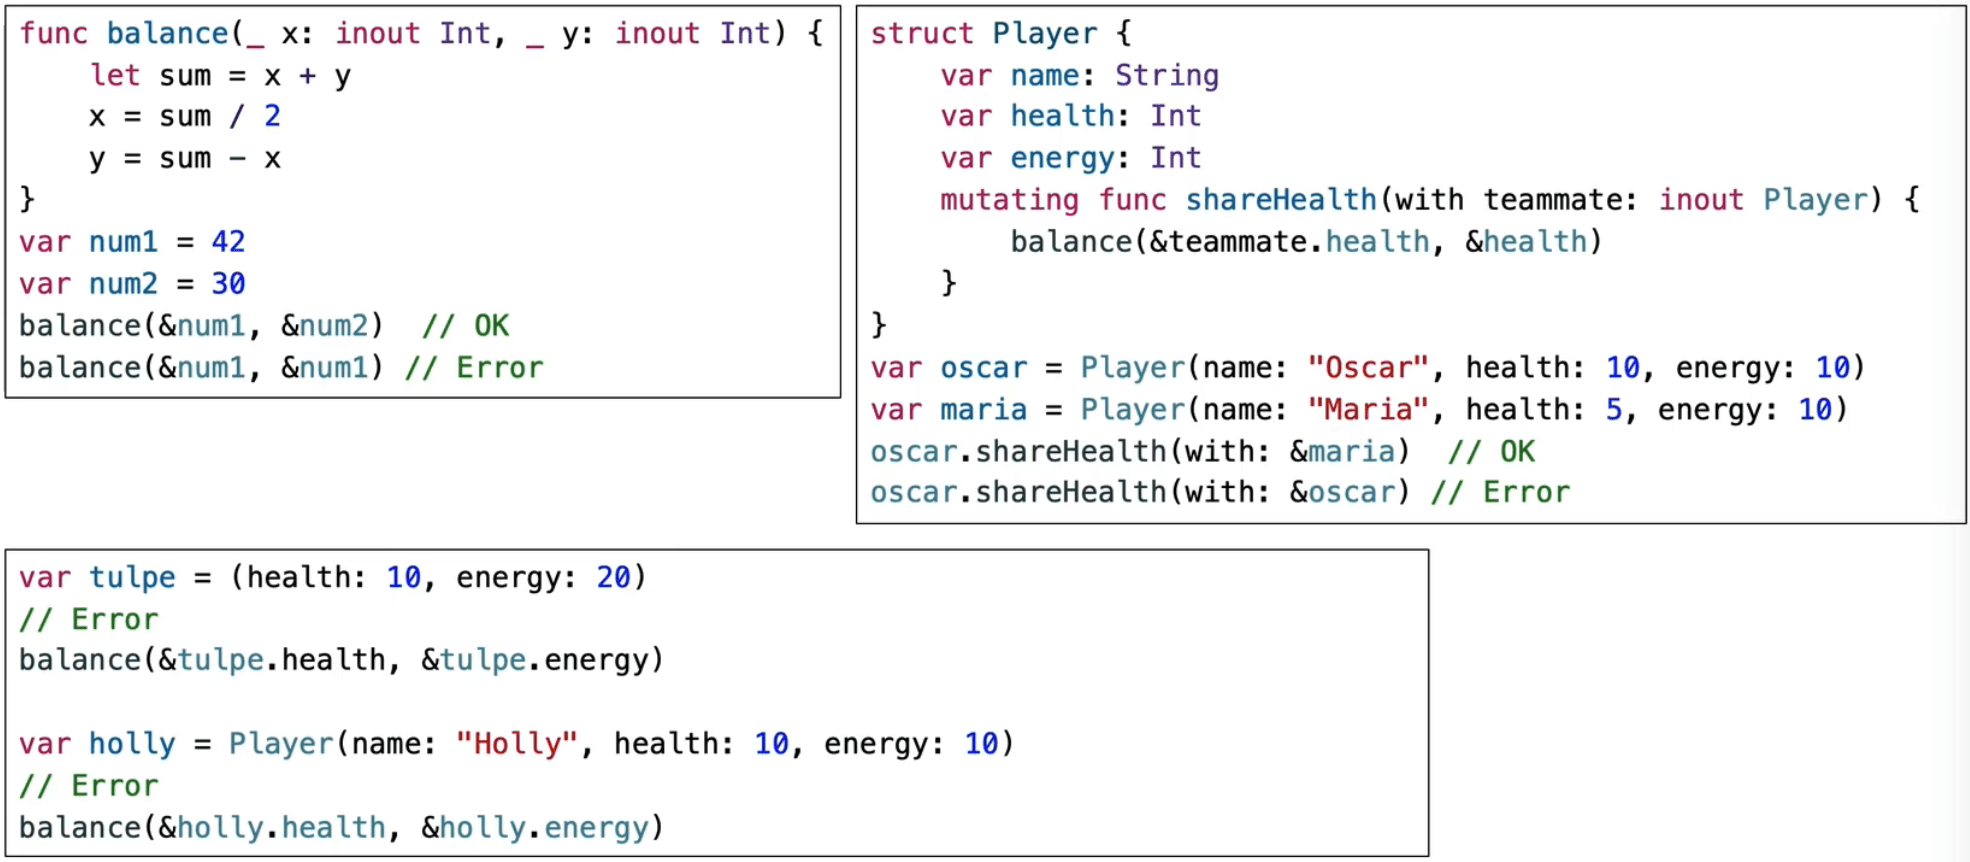 func balance(_ x: inout Int, _ y: inout Int) {
    let sum = x + y
    x = sum / 2
    y = sum − x
}
var num1 = 42
var num2 = 30
balance(&num1, &num2)  // OK
balance(&num1, &num1) // Error
struct Player {
    var name: String
    var health: Int
    var energy: Int
    mutating func shareHealth(with teammate: inout Player) {
        balance(&teammate.health, &health)
    }
}
var oscar = Player(name: "Oscar", health: 10, energy: 10)
var maria = Player(name: "Maria", health: 5, energy: 10)
oscar.shareHealth(with: &maria)  // OK
oscar.shareHealth(with: &oscar) // Error
var tulpe = (health: 10, energy: 20)
// Error
balance(&tulpe.health, &tulpe.energy)

var holly = Player(name: "Holly", health: 10, energy: 10)
// Error
balance(&holly.health, &holly.energy)